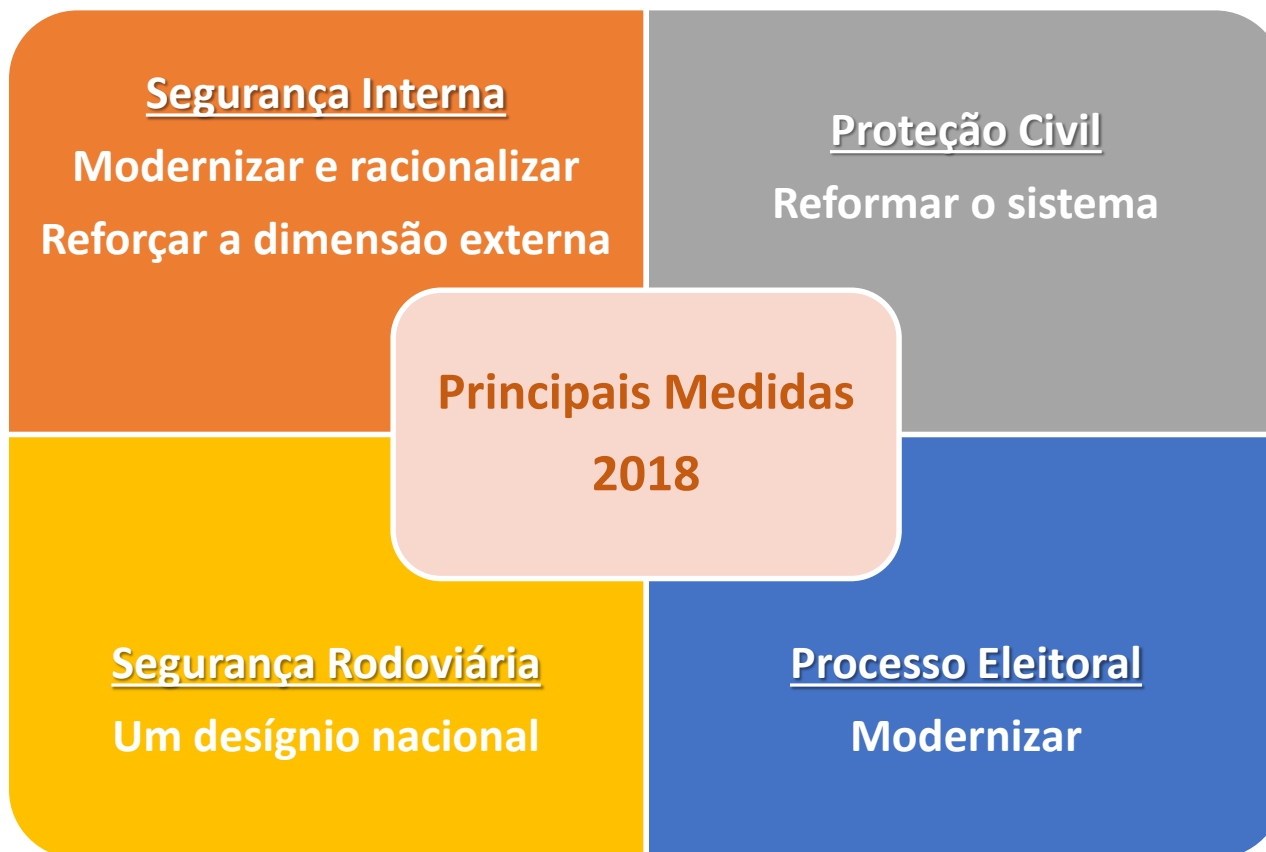 Segurança Interna
Modernizar e racionalizar
Reforçar a dimensão externa
Proteção Civil
Reformar o sistema
Principais Medidas
2018
Segurança Rodoviária
Um desígnio nacional
Processo Eleitoral
Modernizar